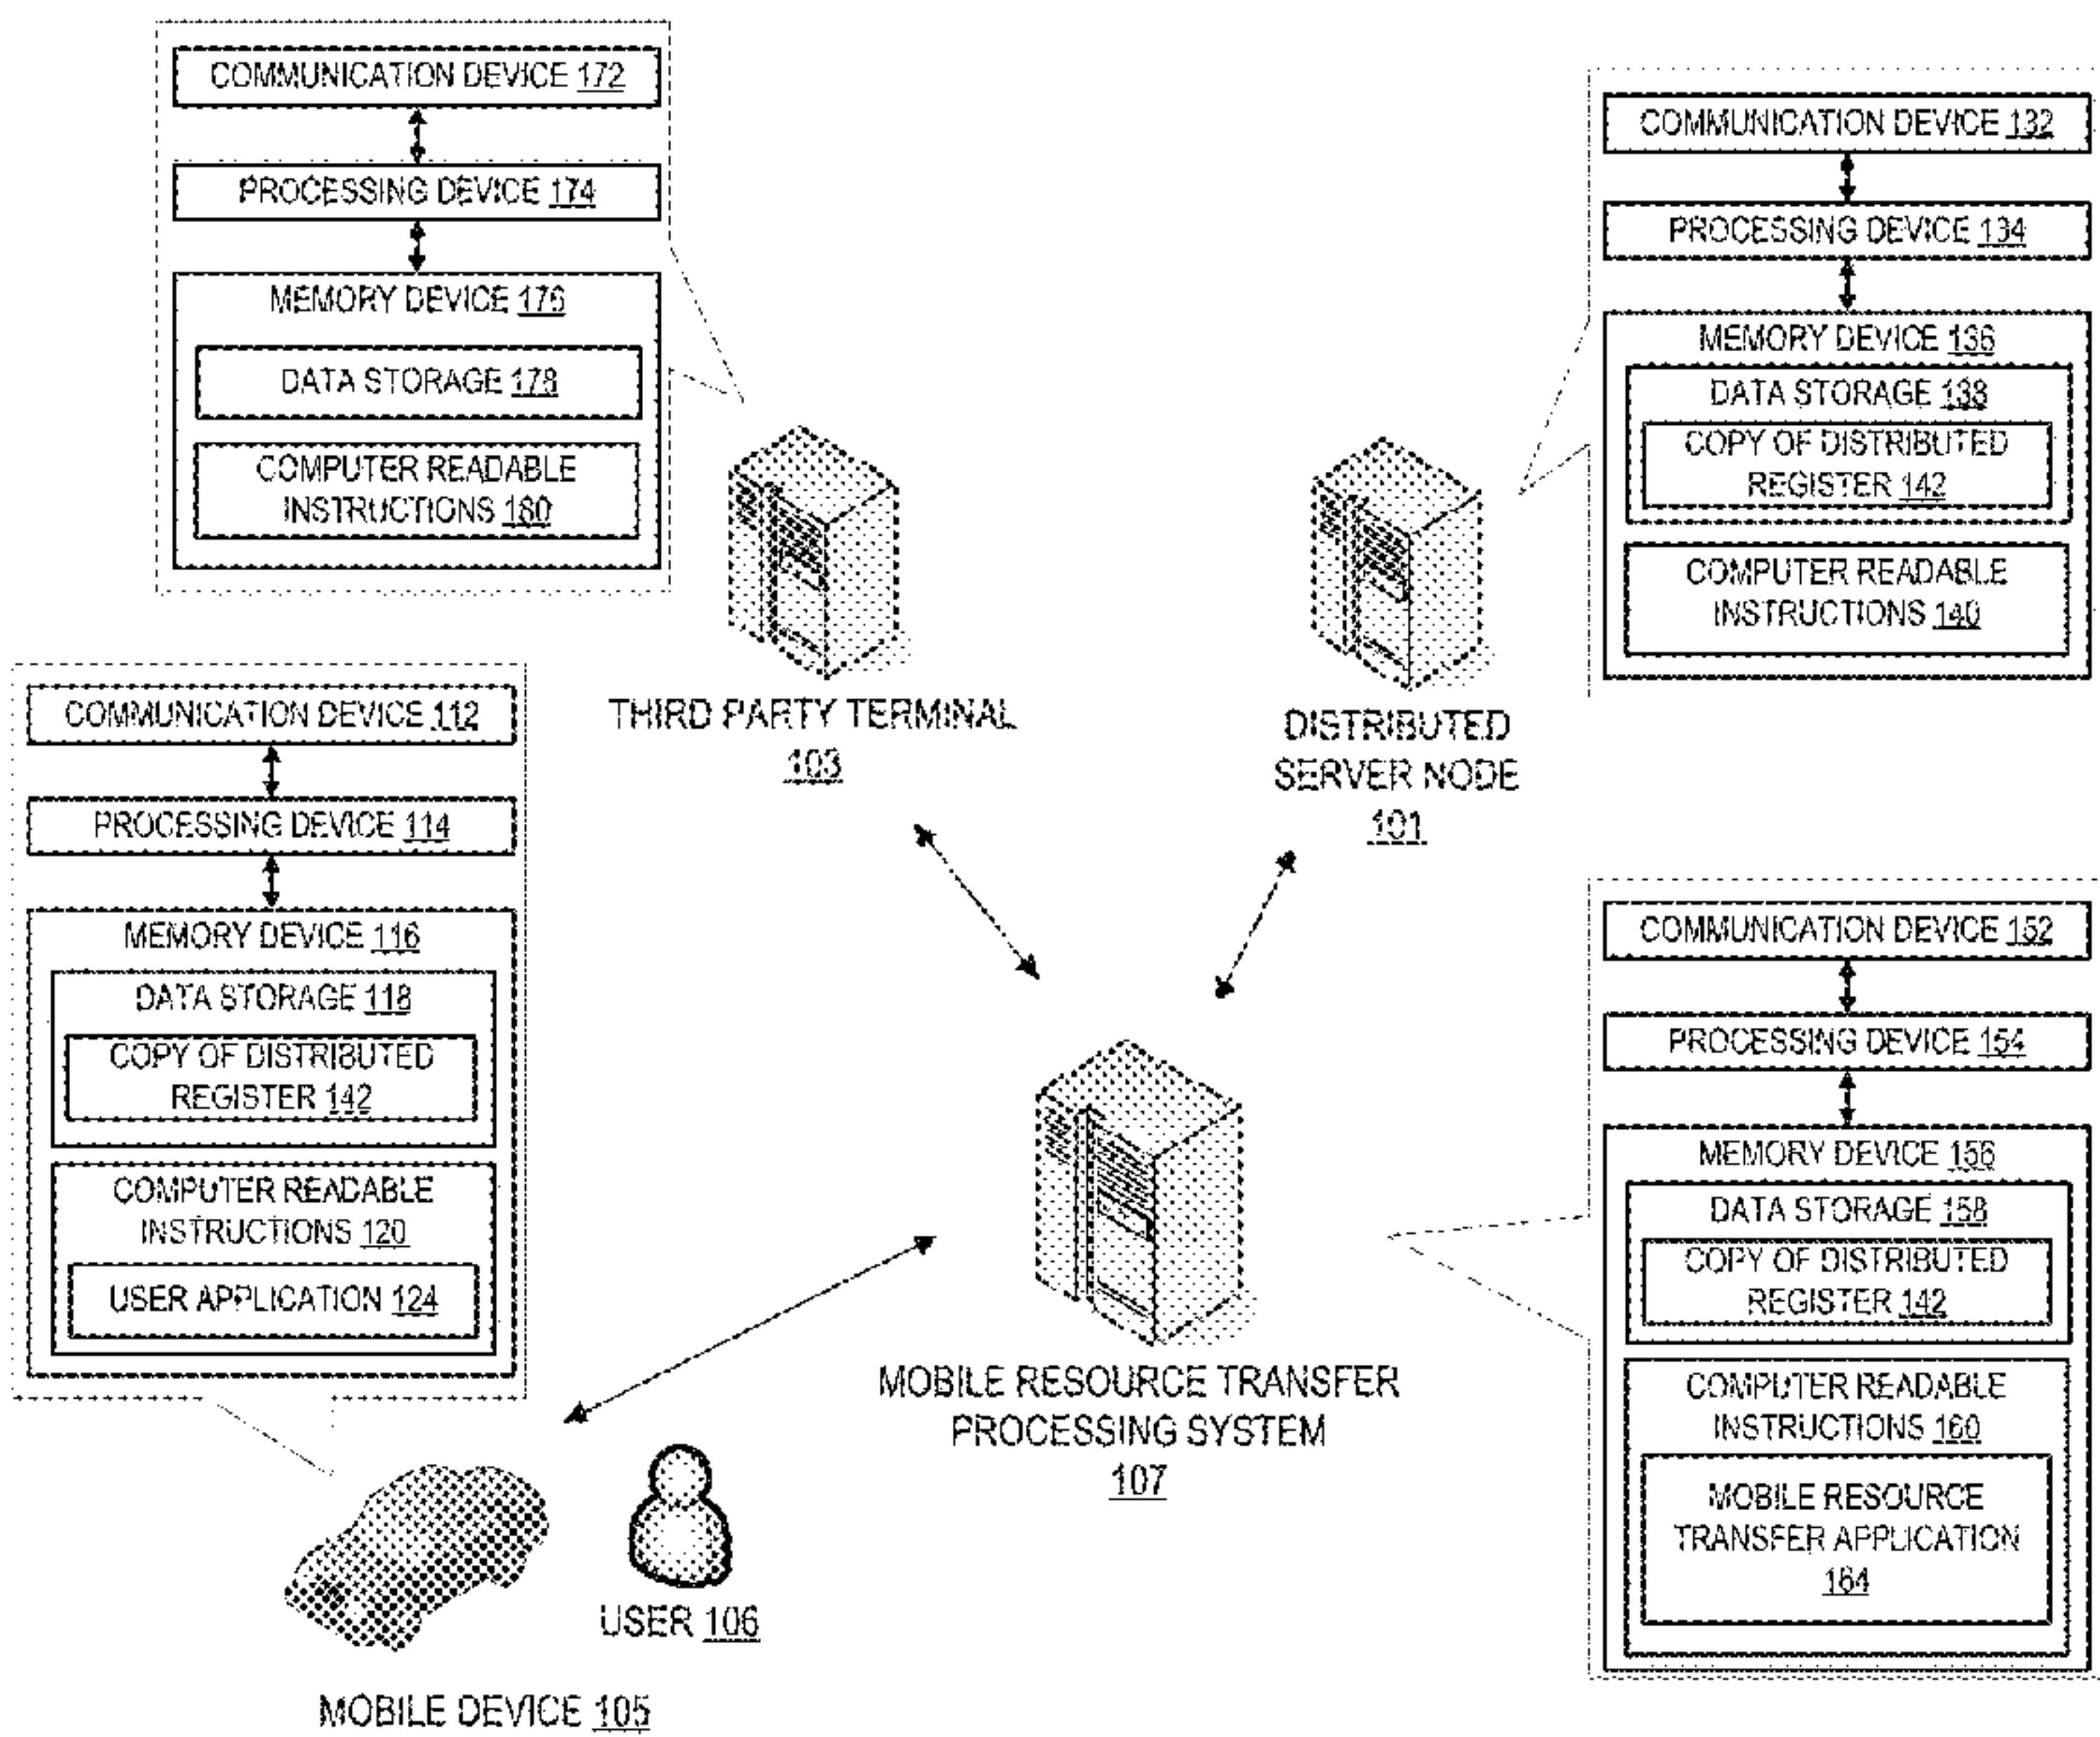 COMMUNICATION DEVICE 172
PROCESSING DEVICE 174
MEMORY DEVICE 176
DATA STORAGE 178
COMPUTER READABLE
INSTRUCTIONS 180
THIRD PARTY TERMINAL
103
COMMUNICATION DEVICE 132
PROCESSING DEVICE 134
MEMORY DEVICE 136
DATA STORAGE 138
COPY OF DISTRIBUTED
REGISTER 142
COMPUTER READABLE
INSTRUCTIONS 140
DISTRIBUTED
SERVER NODE
101
COMMUNICATION DEVICE 112
PROCESSING DEVICE 114
MEMORY DEVICE 116
DATA STORAGE 118
COPY OF DISTRIBUTED
REGISTER 142
COMPUTER READABLE
INSTRUCTIONS 120
USER APPLICATION 124
COMMUNICATION DEVICE 152
PROCESSING DEVICE 154
MEMORY DEVICE 156
DATA STORAGE 158
COPY OF DISTRIBUTED
REGISTER 142
COMPUTER READABLE
INSTRUCTIONS 160
MOBILE RESOURCE
TRANSFER APPLICATION
164
MOBILE RESOURCE TRANSFER
PROCESSING SYSTEM
107
USER 106
MOBILE DEVICE 105